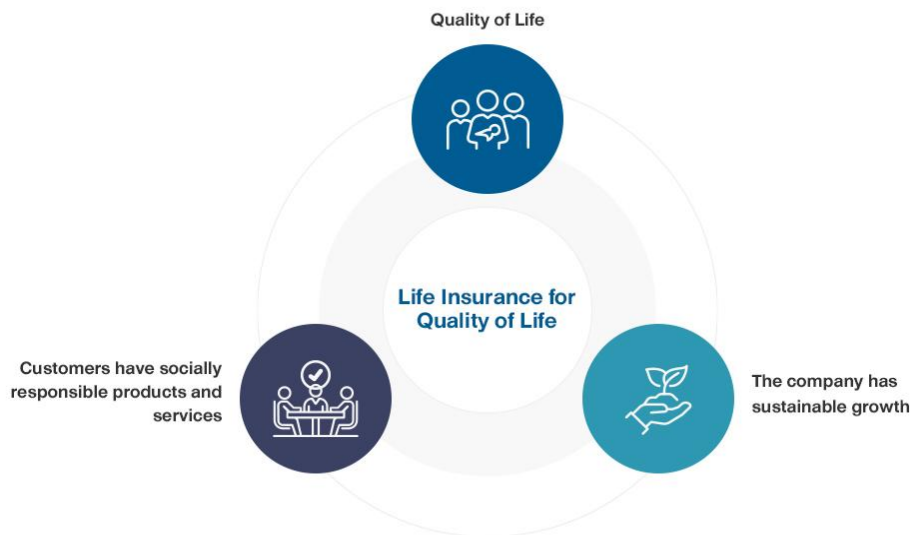 Quality of Life
Life Insurance for
Quality of Life
Customers have socially
responsible products and
services
The company has
sustainable growth